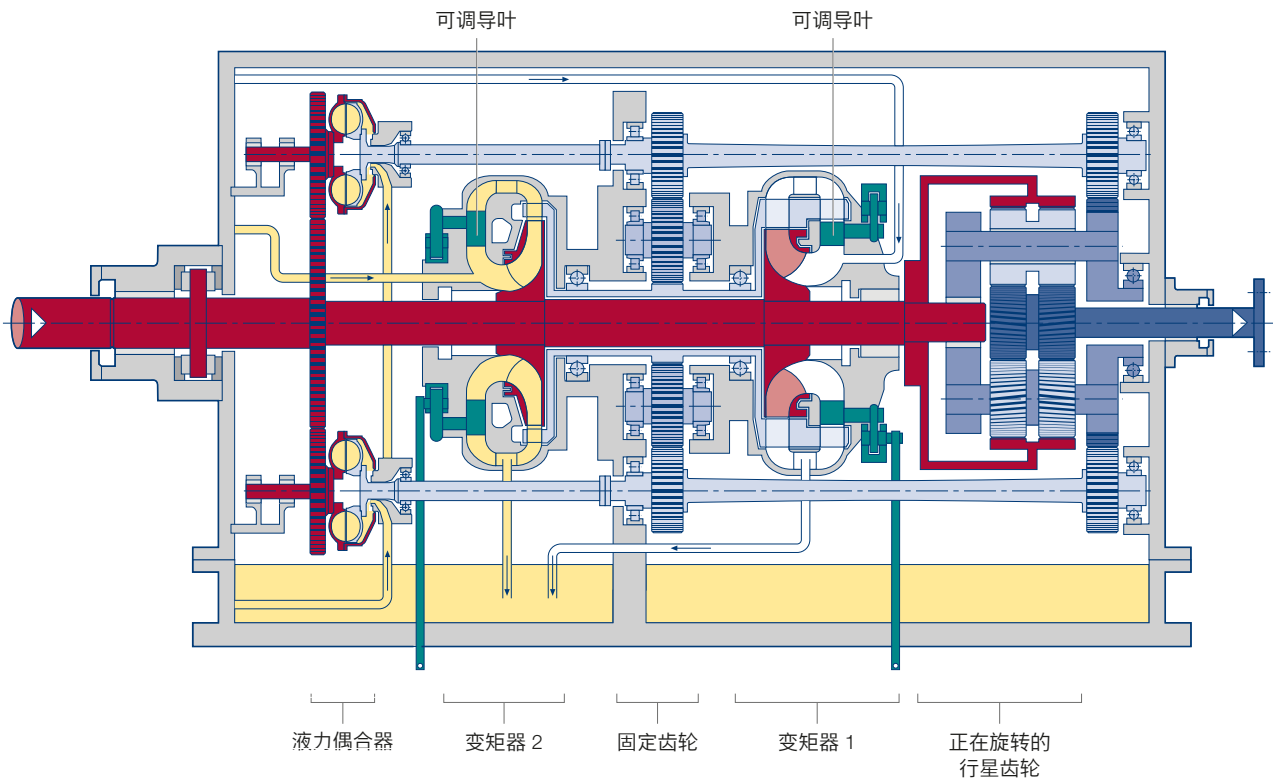 可调导叶
可调导叶
液力偶合器
变矩器 2
固定齿轮
变矩器 1
正在旋转的
行星齿轮